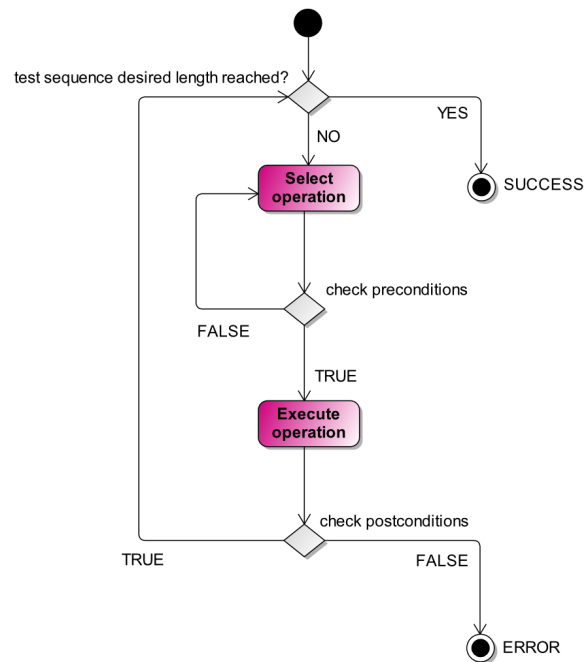 test sequence desired length reached?
YES
NO
Select
operation
SUCCESS
check preconditions
FALSE
TRUE
Execute
operation
check postconditions
TRUE
FALSE
ERROR